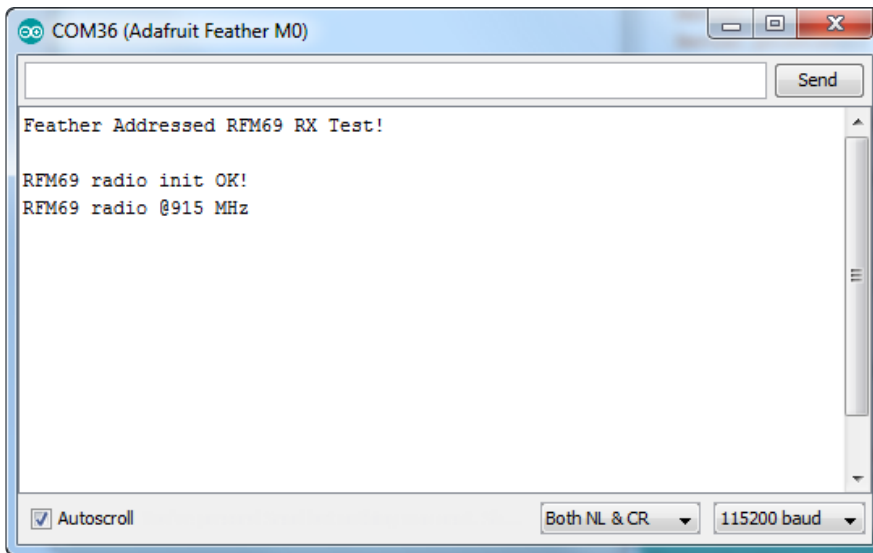 COM36 (Adafruit Feather M0)
Send
Feather Addressed RFM69 RX Test!
RFM69 radio init OK!
RFM69 radio @915 MHz
Autoscroll
Both NL & CR
115200 baud